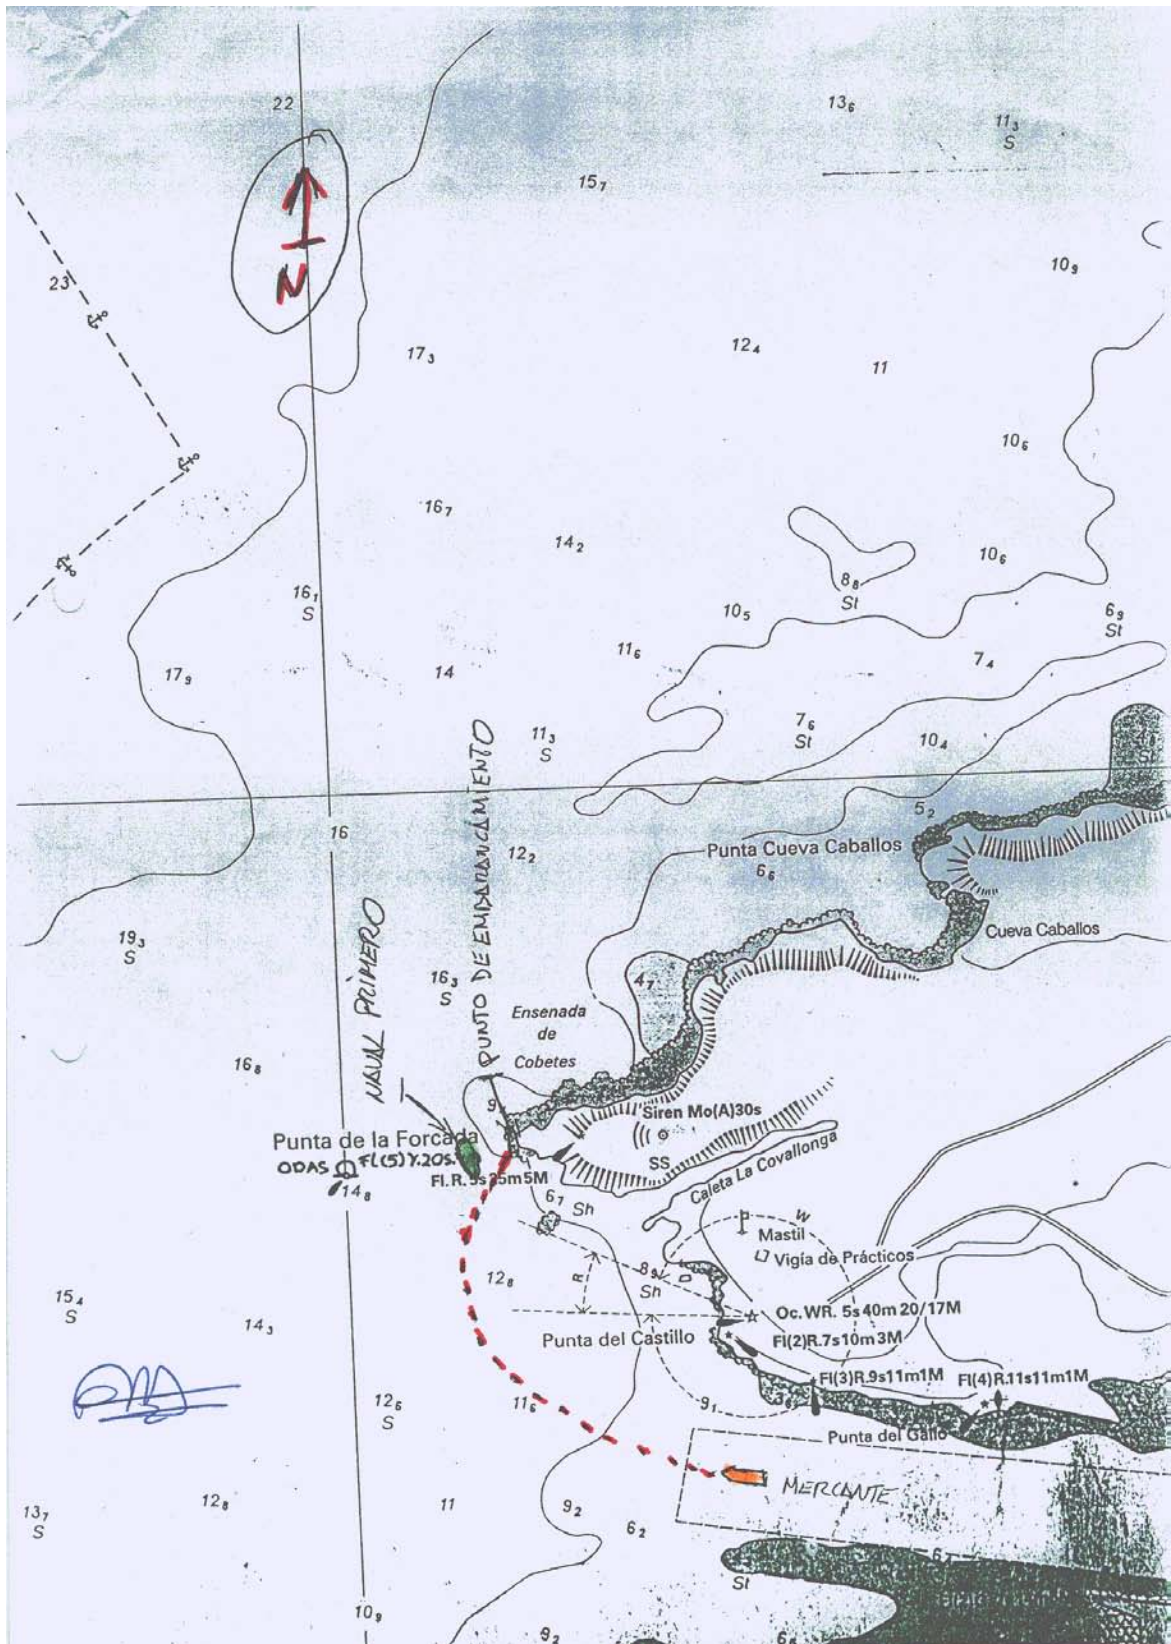 22
13₆
11₃
S
15₇
N
10₉
23
12₄
17₃
11
10₆
16₇
14₂
10₆
16₁
S
8₈
St
10₅
6₉
St
11₆
7₄
17₉
14
7₆
St
11₃
S
10₄
PUNTO DE EMBARANCAMIENTO
5₂
16
12₂
Punta Cueva Caballos
6₆
NAVAL PRIMERO
19₃
S
Cueva Caballos
16₃
S
4₇
Ensenada
de
Cobetes
16₈
9
Siren Mo(A)30s
Punta de la Forcada
SS
ODAS Fl(5)Y.20s.
14₈
Fl.R.5s25m5M
Caleta La Covallonga
6₇
Sh
W
Mastil
Vigía de Prácticos
12₈
R
8₉
Sh
15₄
S
Oc.WR. 5s40m20/17M
14₃
Punta del Castillo
Fl(2)R.7s10m3M
Fl(3)R.9s11m1M
Fl(4)R.11s11m1M
12₆
S
11₆
9₁
Punta del Gallo
MERCANTE
12₈
11
9₂
13₇
S
6₂
St
10₉
9₂